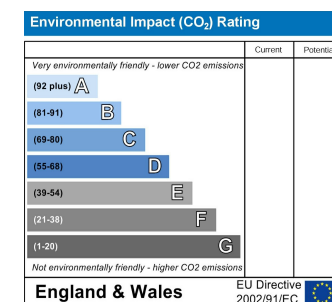 Environmental Impact (CO₂) Rating
Current Potentia
Very environmentally friendly - lower CO2 emissions
(92 plus) A
(81-91) B
(69-80) C
(55-68) D
(39-54) E
(21-38) F
(1-20) G
Not environmentally friendly - higher CO2 emissions
England & Wales
EU Directive
2002/91/EC